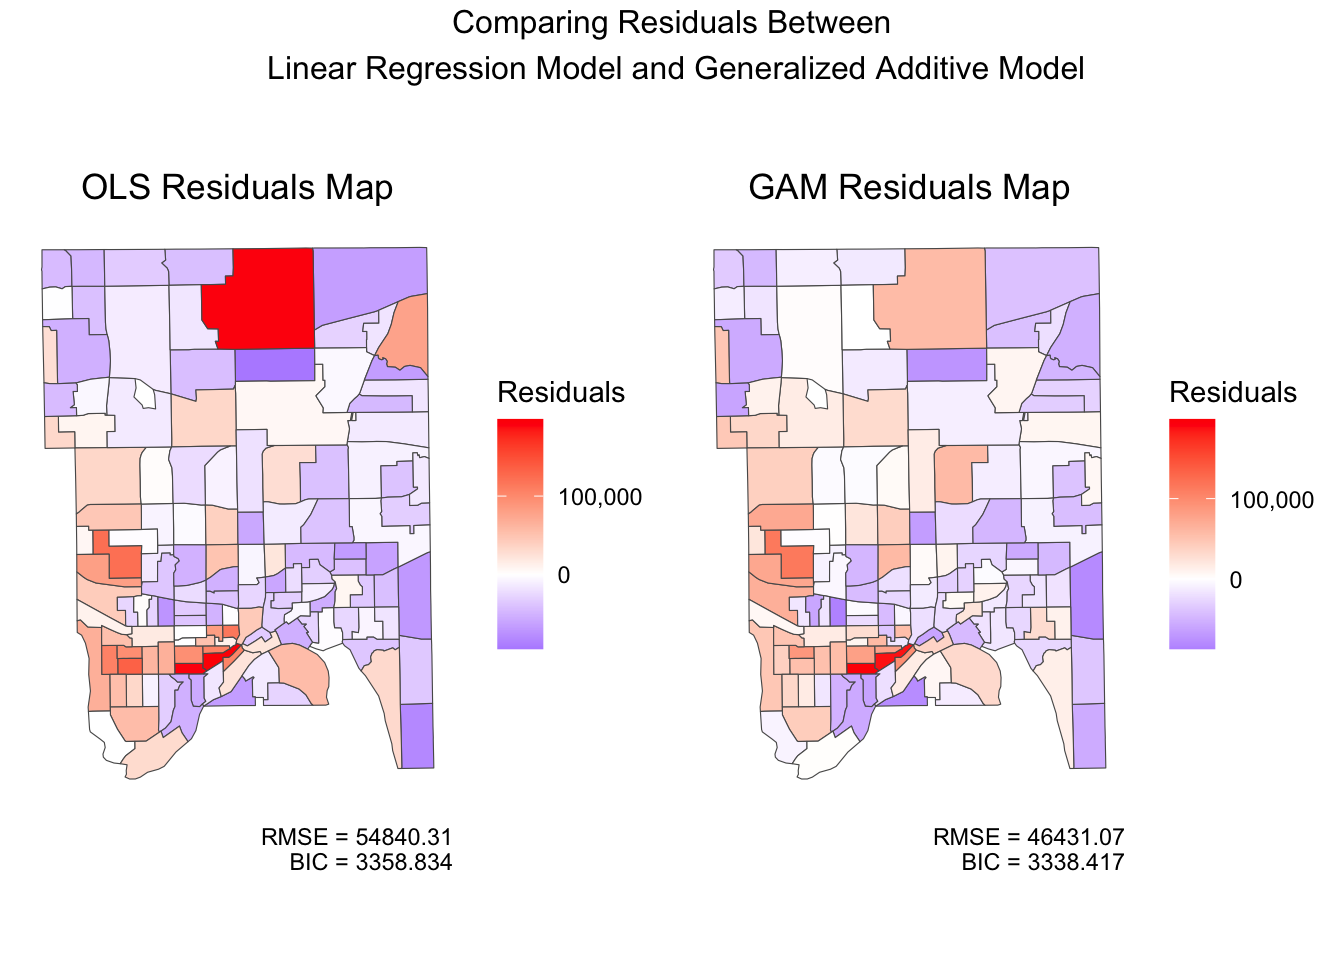 Comparing Residuals Between
Linear Regression Model and Generalized Additive Model
OLS Residuals Map
Residuals
100,000
0
RMSE = 54840.31
BIC = 3358.834
GAM Residuals Map
Residuals
100,000
0
RMSE = 46431.07
BIC = 3338.417